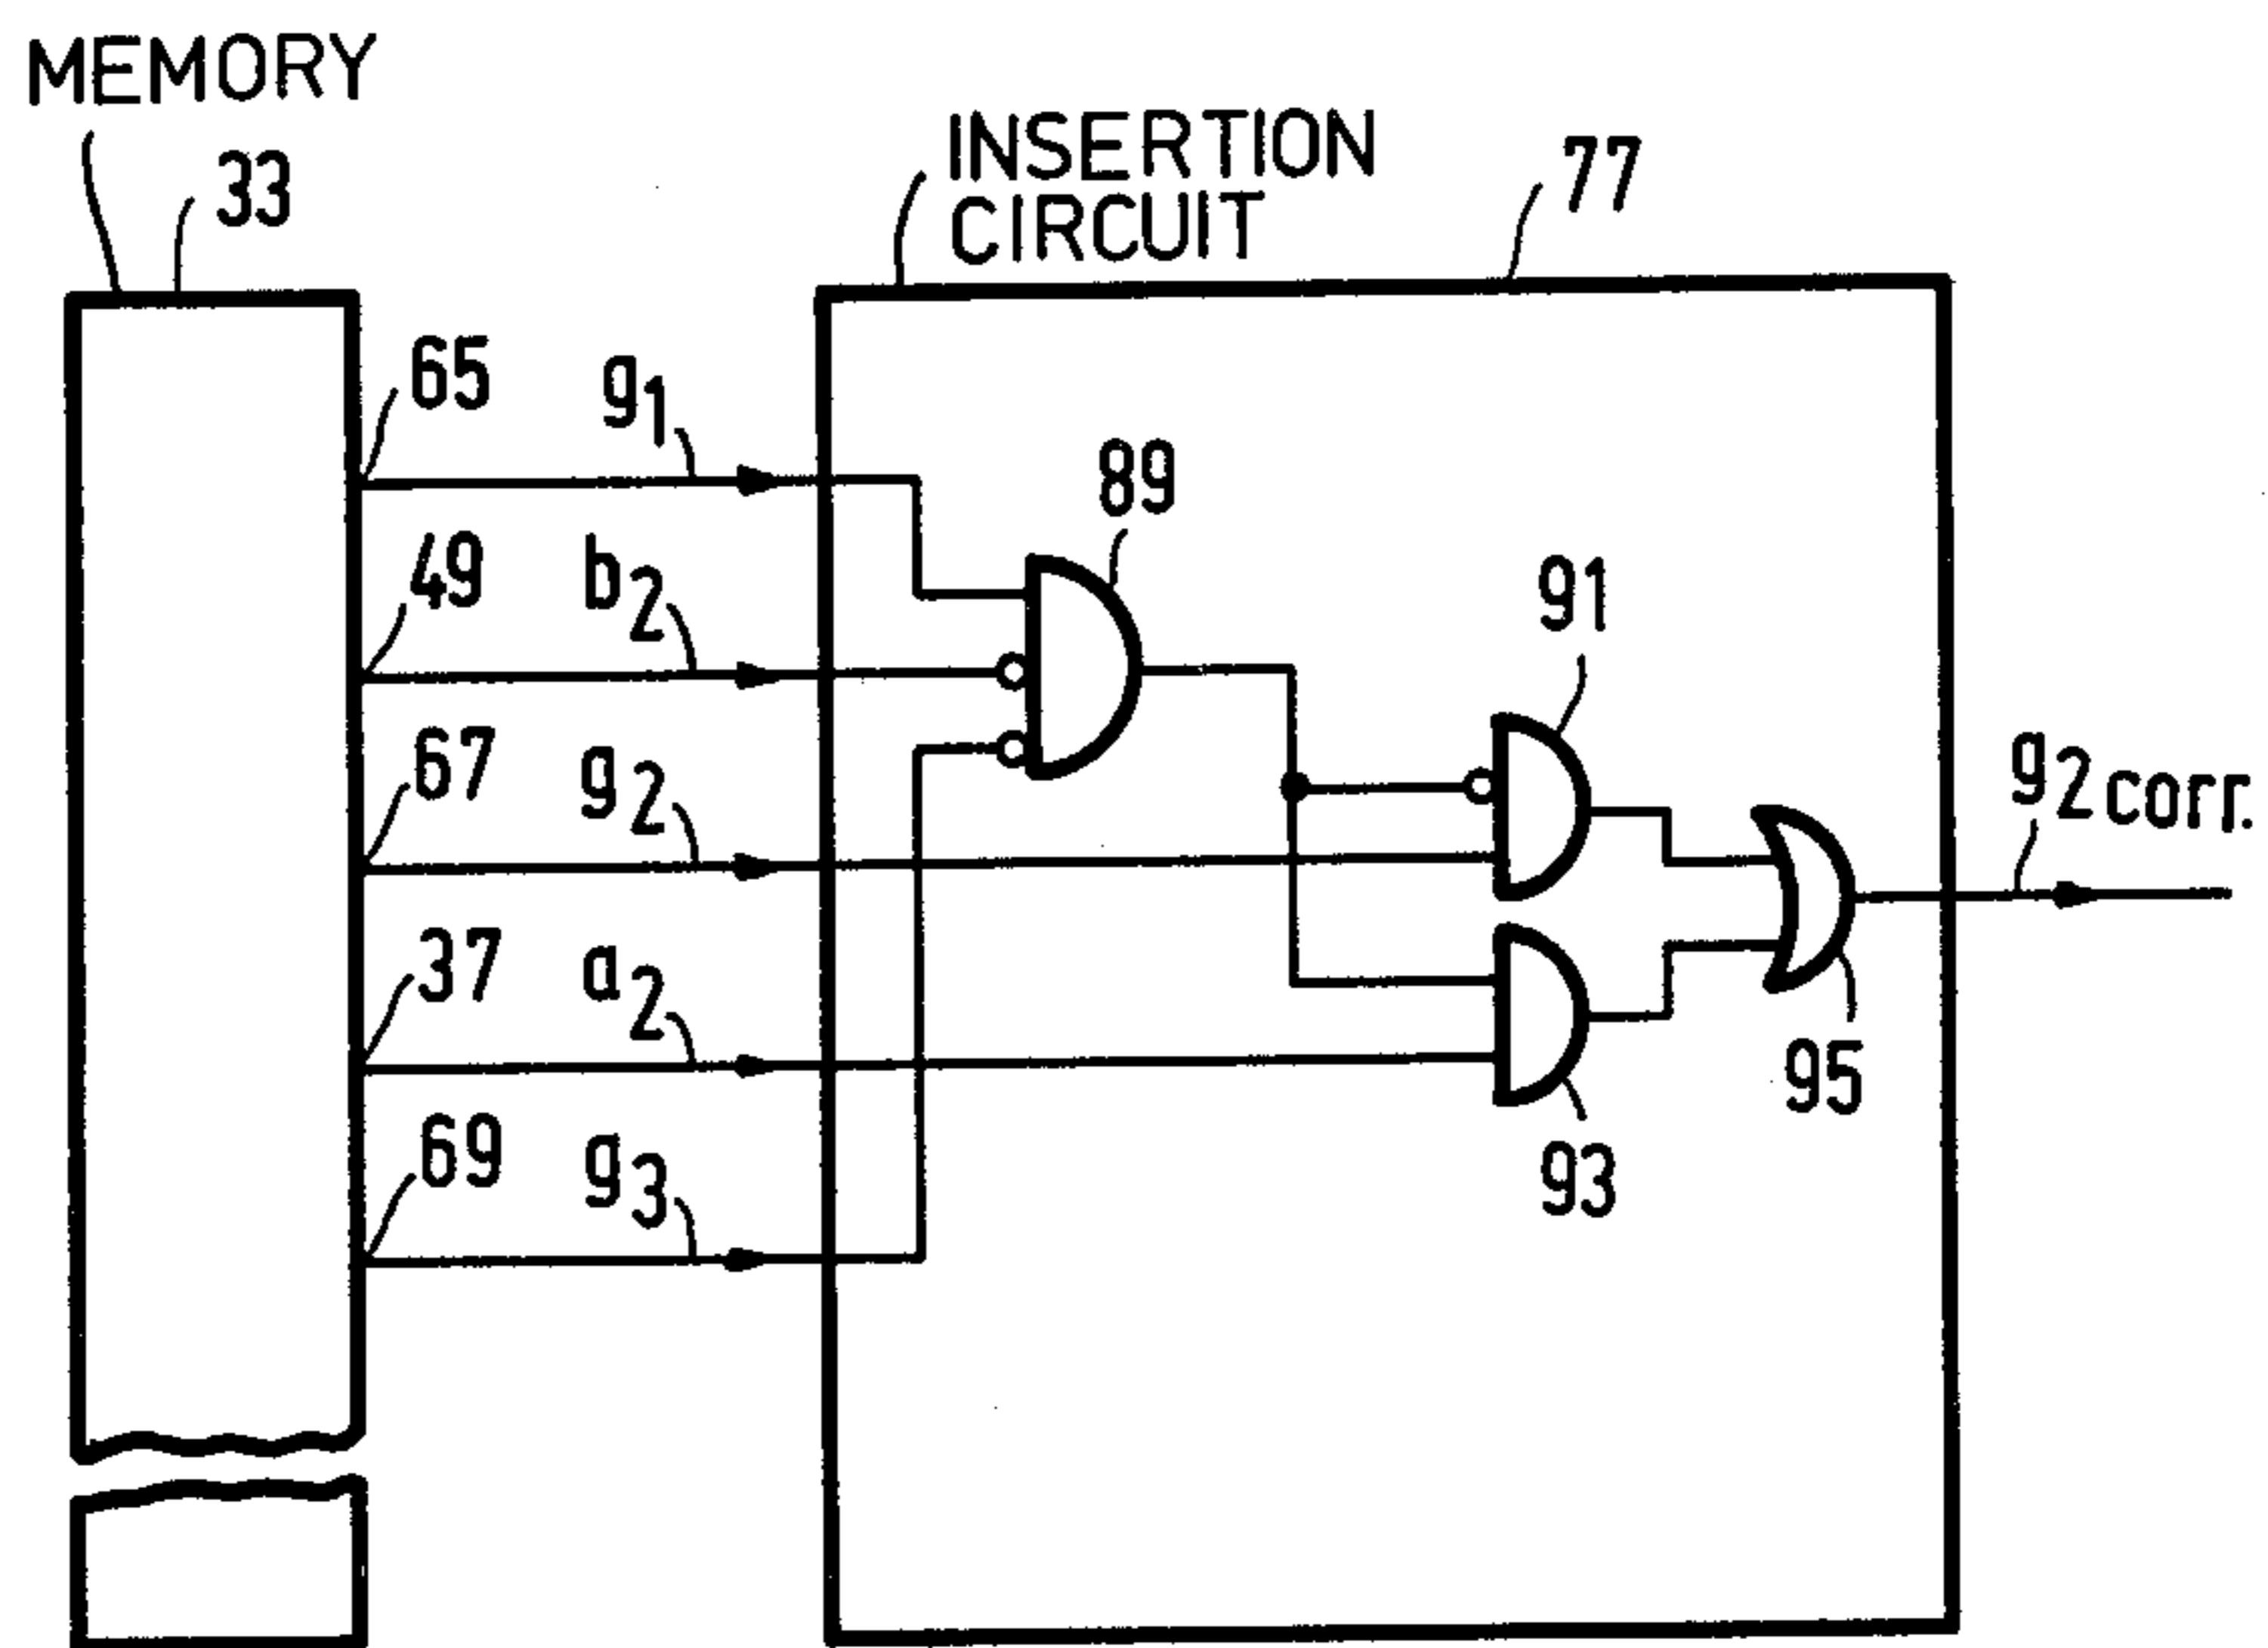 MEMORY
33
INSERTION
CIRCUIT
77
65
g1
89
49
b2
91
67
g2
g2corr.
37
a2
95
69
g3
93